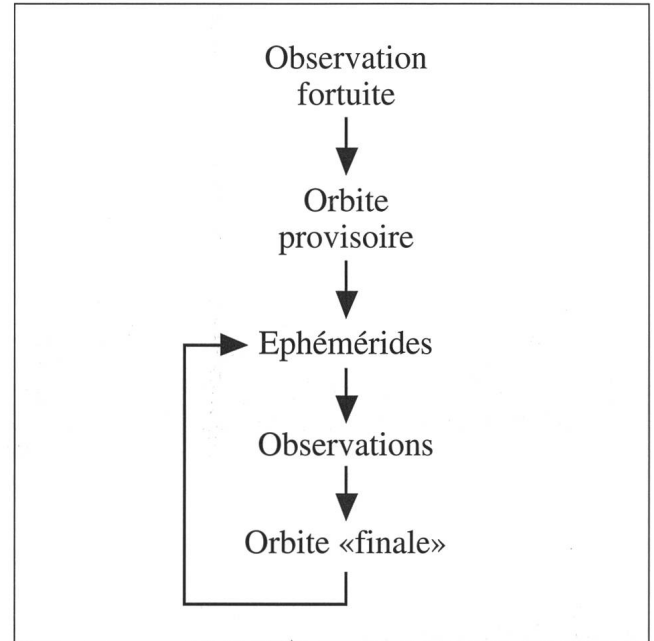 Observation
fortuite
Orbite
provisoire
Ephémérides
Observations
Orbite «finale»